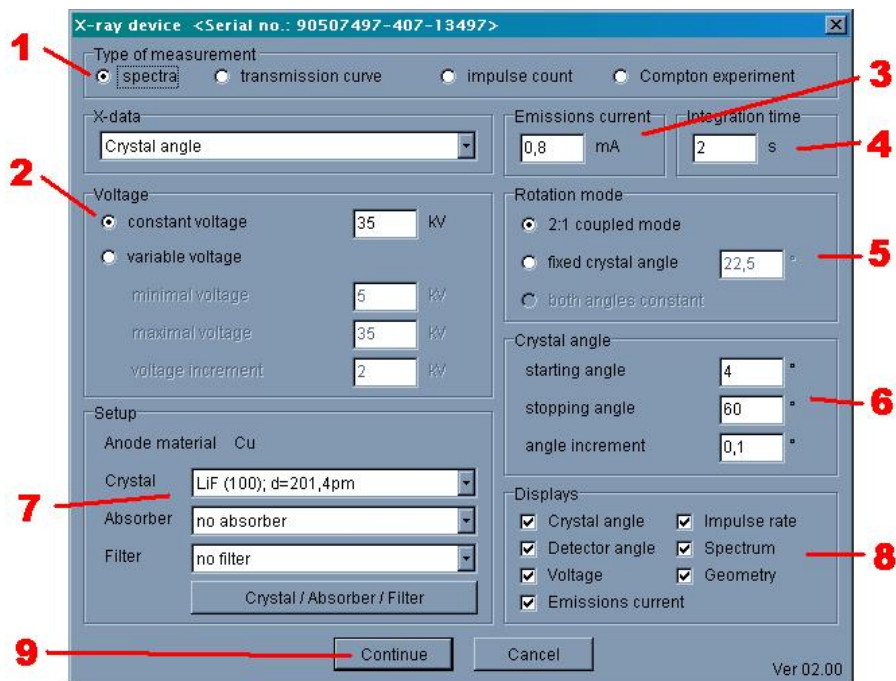 X-ray device <Serial no.: 90507497-407-13497>
1
Type of measurement
spectra transmission curve impulse count Compton experiment
X-data
Crystal angle
Emissions current
0,8 mA
3
Integration time
2 s
4
2
Voltage
constant voltage 35 kV
variable voltage
minimal voltage 5 kV
maximal voltage 35 kV
voltage increment 2 kV
Rotation mode
2:1 coupled mode
fixed crystal angle 22,5 °
both angles constant
5
Crystal angle
starting angle 4 °
stopping angle 60 °
angle increment 0,1 °
6
Setup
Anode material Cu
Crystal LiF (100); d=201,4pm
Absorber no absorber
Filter no filter
Crystal / Absorber / Filter
7
Displays
Crystal angle Impulse rate
Detector angle Spectrum
Voltage Geometry
Emissions current
8
9
Continue Cancel
Ver 02.00